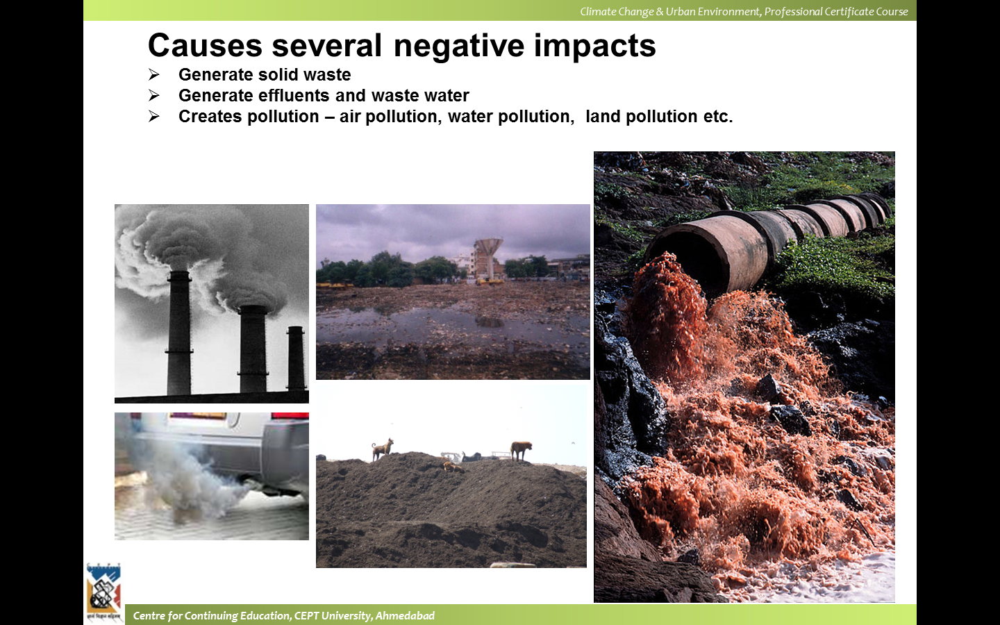 Climate Change & Urban Environment, Professional Certificate Course
Causes several negative impacts
➢ Generate solid waste
➢ Generate effluents and waste water
➢ Creates pollution – air pollution, water pollution,  land pollution etc.
C E P T
Centre for Continuing Education, CEPT University, Ahmedabad